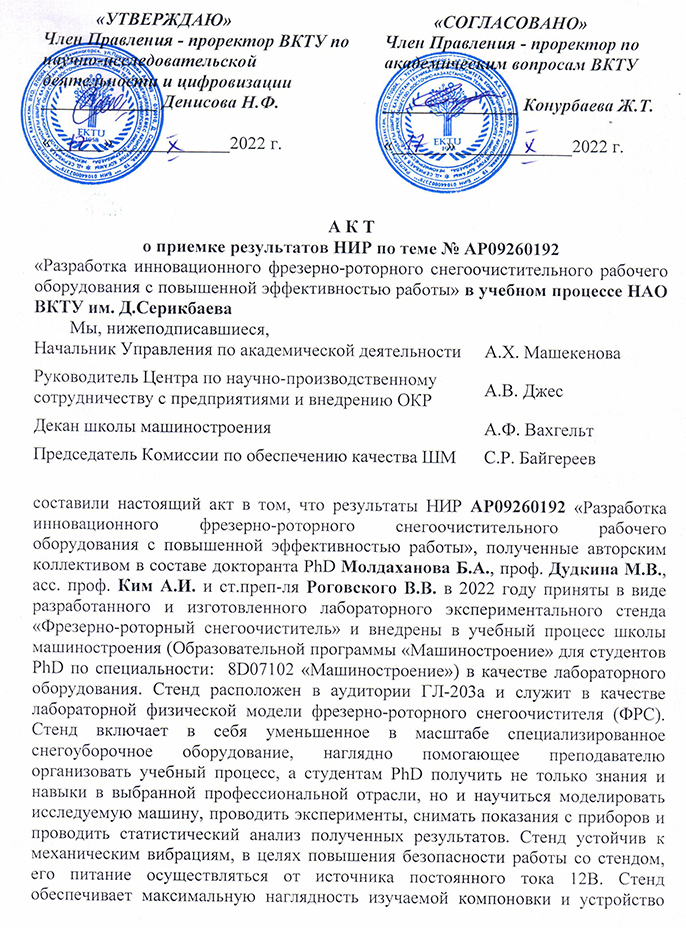 «УТВЕРЖДАЮ»
Член Правления - проректор ВКТУ по
научно-исследовательской
деятельности и цифровизации
Денисова Н.Ф.
« 17 » X 2022 г.
«СОГЛАСОВАНО»
Член Правления - проректор по
академическим вопросам ВКТУ
Конурбаева Ж.Т.
« 17 » X 2022 г.
EKTU
1958
EKTU
А К Т
о приемке результатов НИР по теме № АР09260192
«Разработка инновационного фрезерно-роторного снегоочистительного рабочего
оборудования с повышенной эффективностью работы» в учебном процессе НАО
ВКТУ им. Д.Серикбаева
Мы, нижеподписавшиеся,
Начальник Управления по академической деятельности А.Х. Машекенова
Руководитель Центра по научно-производственному
сотрудничеству с предприятиями и внедрению ОКР А.В. Джес
Декан школы машиностроения А.Ф. Вахгельт
Председатель Комиссии по обеспечению качества ШМ С.Р. Байгереев
составили настоящий акт в том, что результаты НИР АР09260192 «Разработка
инновационного фрезерно-роторного снегоочистительного рабочего
оборудования с повышенной эффективностью работы», полученные авторским
коллективом в составе докторанта PhD Молдаханова Б.А., проф. Дудкина М.В.,
асс. проф. Ким А.И. и ст.преп-ля Роговского В.В. в 2022 году приняты в виде
разработанного и изготовленного лабораторного экспериментального стенда
«Фрезерно-роторный снегоочиститель» и внедрены в учебный процесс школы
машиностроения (Образовательной программы «Машиностроение» для студентов
PhD по специальности: 8D07102 «Машиностроение») в качестве лабораторного
оборудования. Стенд расположен в аудитории ГЛ-203а и служит в качестве
лабораторной физической модели фрезерно-роторного снегоочистителя (ФРС).
Стенд включает в себя уменьшенное в масштабе специализированное
снегоуборочное оборудование, наглядно помогающее преподавателю
организовать учебный процесс, а студентам PhD получить не только знания и
навыки в выбранной профессиональной отрасли, но и научиться моделировать
исследуемую машину, проводить эксперименты, снимать показания с приборов и
проводить статистический анализ полученных результатов. Стенд устойчив к
механическим вибрациям, в целях повышения безопасности работы со стендом,
его питание осуществляться от источника постоянного тока 12В. Стенд
обеспечивает максимальную наглядность изучаемой компоновки и устройство